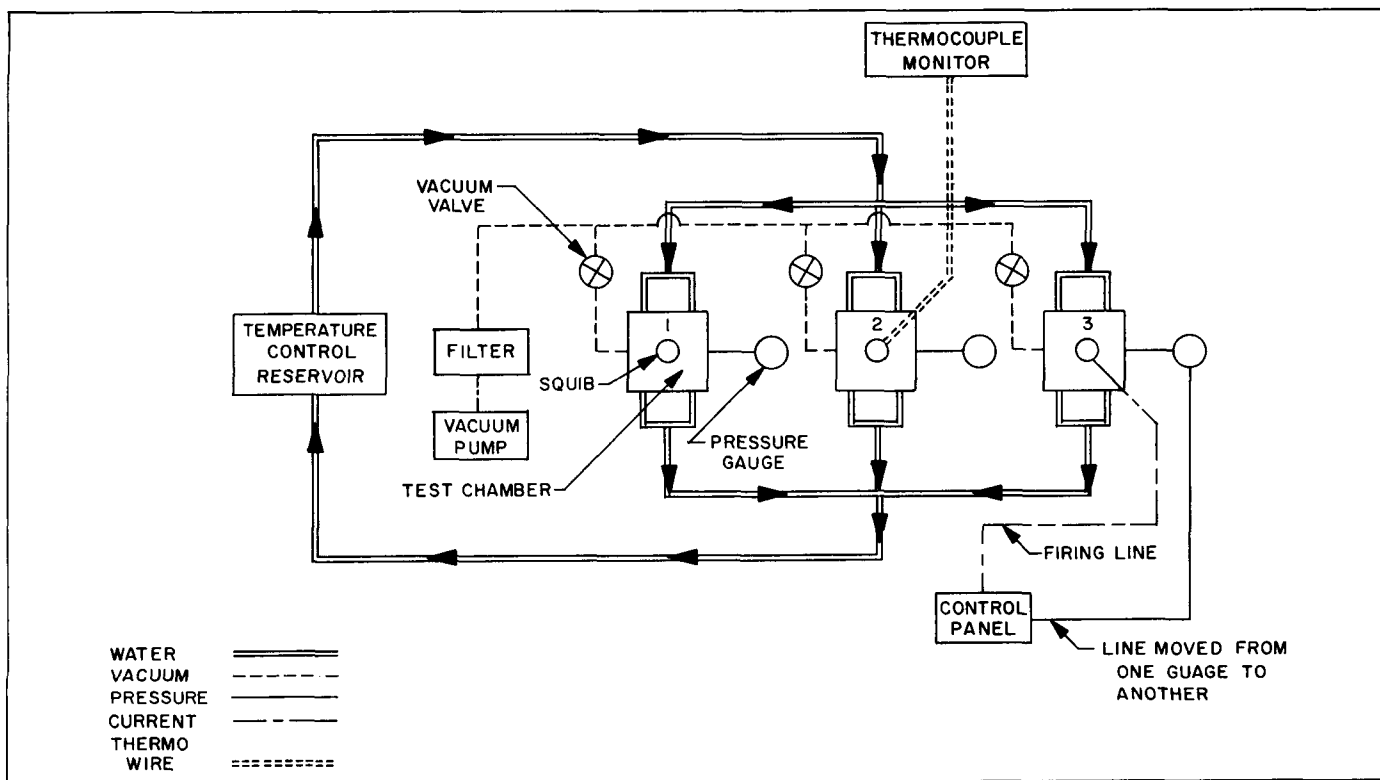 THERMOCOUPLE
MONITOR
VACUUM
VALVE
TEMPERATURE
CONTROL
RESERVOIR
FILTER
VACUUM
PUMP
1
2
3
SQUIB
TEST CHAMBER
PRESSURE
GAUGE
FIRING LINE
CONTROL
PANEL
LINE MOVED FROM
ONE GUAGE TO
ANOTHER
WATER
VACUUM
PRESSURE
CURRENT
THERMO
WIRE